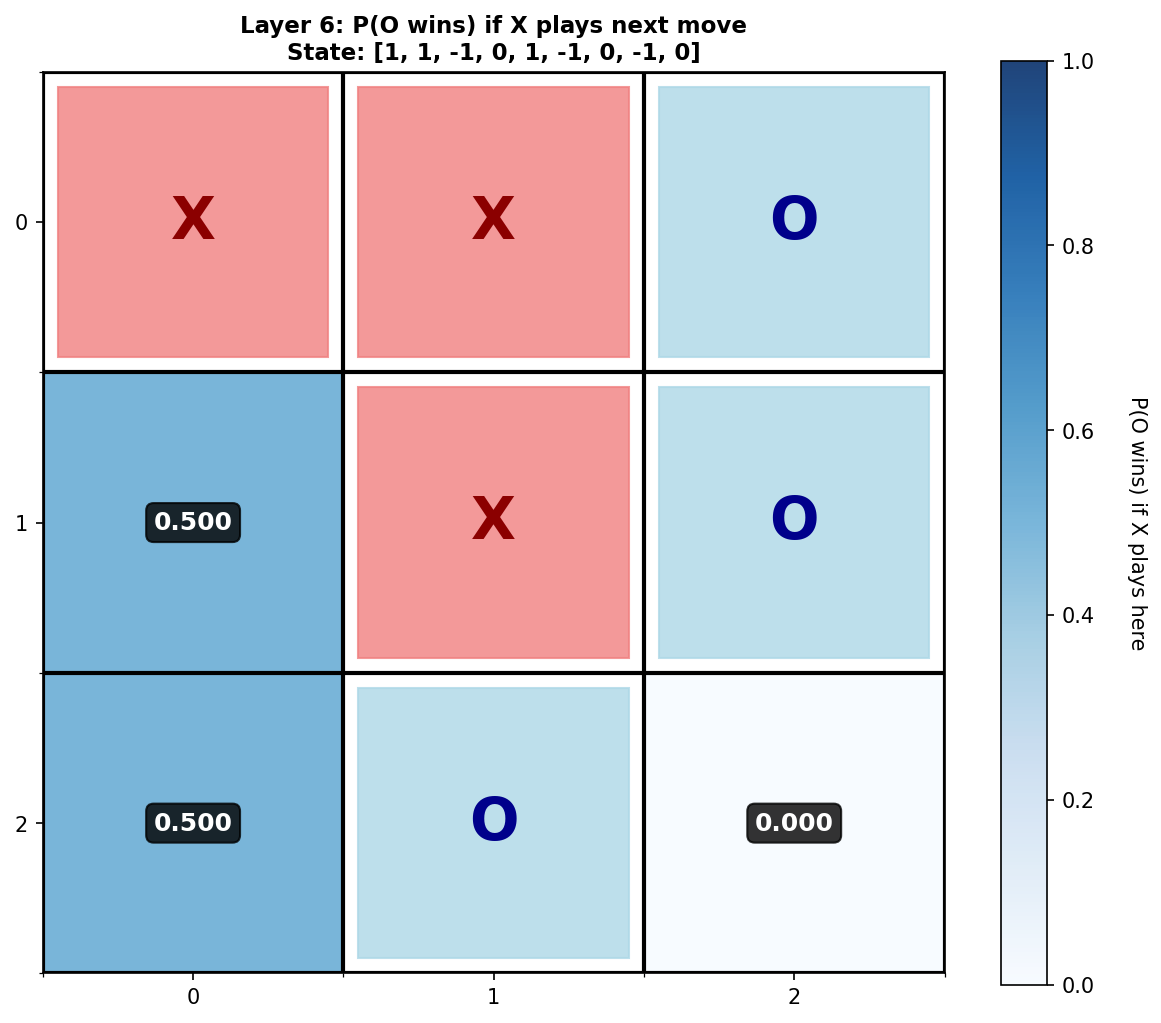 Layer 6: P(O wins) if X plays next move
State: [1, 1, -1, 0, 1, -1, 0, -1, 0]
0
X
X
O
1
0.500
X
O
2
0.500
O
0.000
0
1
2
1.0
0.8
0.6
0.4
0.2
0.0
P(O wins) if X plays here